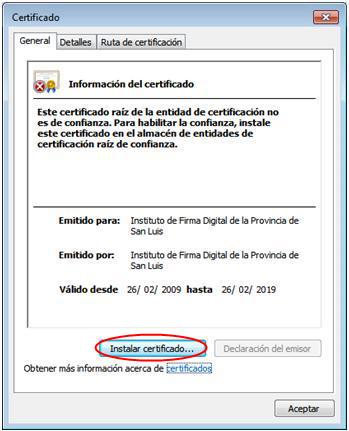 Certificado
General Detalles Ruta de certificación
Información del certificado
Este certificado raíz de la entidad de certificación no
es de confianza. Para habilitar la confianza, instale
este certificado en el almacén de entidades de
certificación raíz de confianza.
Emitido para: Instituto de Firma Digital de la Provincia de
San Luis
Emitido por: Instituto de Firma Digital de la Provincia de
San Luis
Válido desde 26/ 02/ 2009 hasta 26/ 02/ 2019
Instalar certificado... Declaración del emisor
Obtener más información acerca de certificados
Aceptar